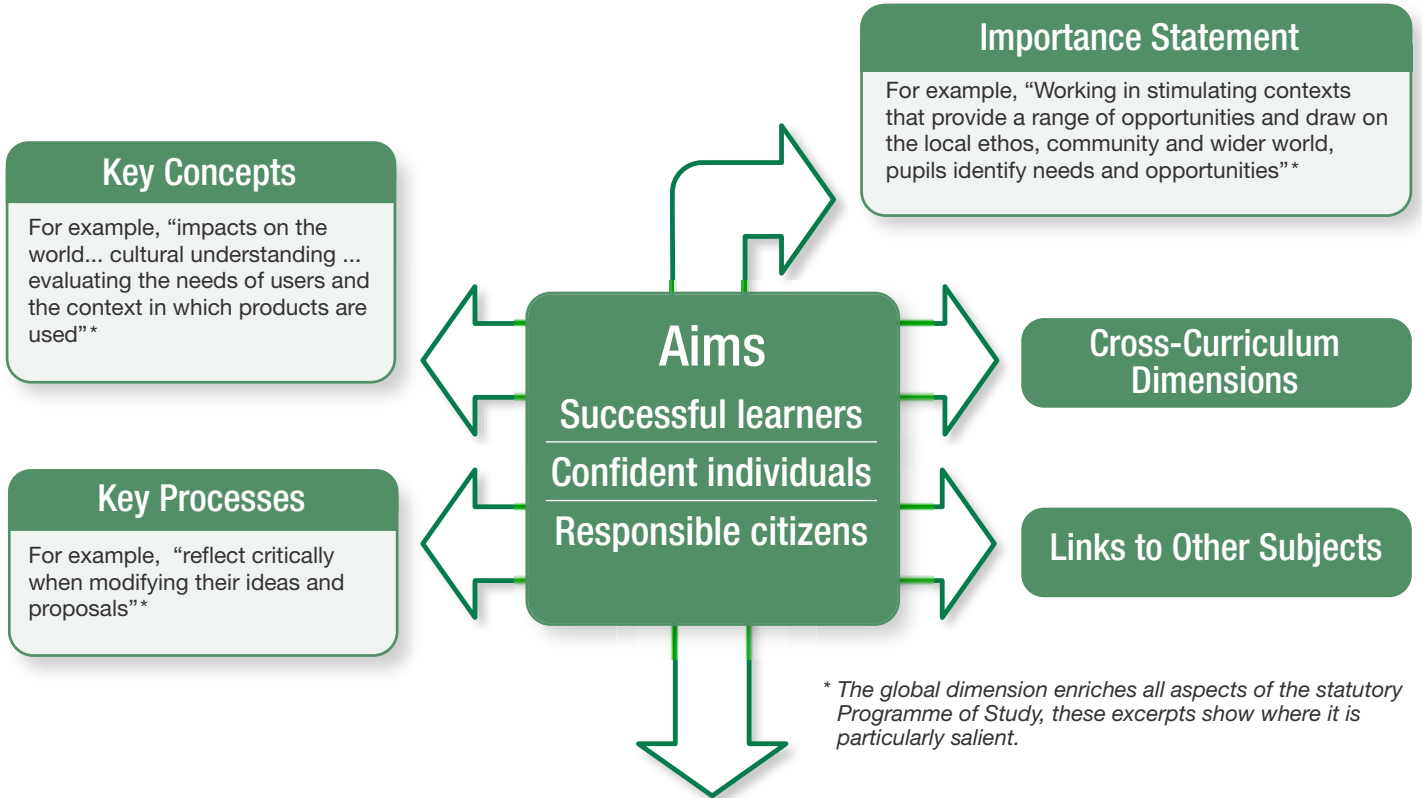 Importance Statement
For example, “Working in stimulating contexts
that provide a range of opportunities and draw on
the local ethos, community and wider world,
pupils identify needs and opportunities”*
Key Concepts
For example, “impacts on the
world... cultural understanding ...
evaluating the needs of users and
the context in which products are
used”*
Key Processes
For example, “reflect critically
when modifying their ideas and
proposals”*
Aims
Successful learners
Confident individuals
Responsible citizens
Cross-Curriculum
Dimensions
Links to Other Subjects
* The global dimension enriches all aspects of the statutory
Programme of Study, these excerpts show where it is
particularly salient.